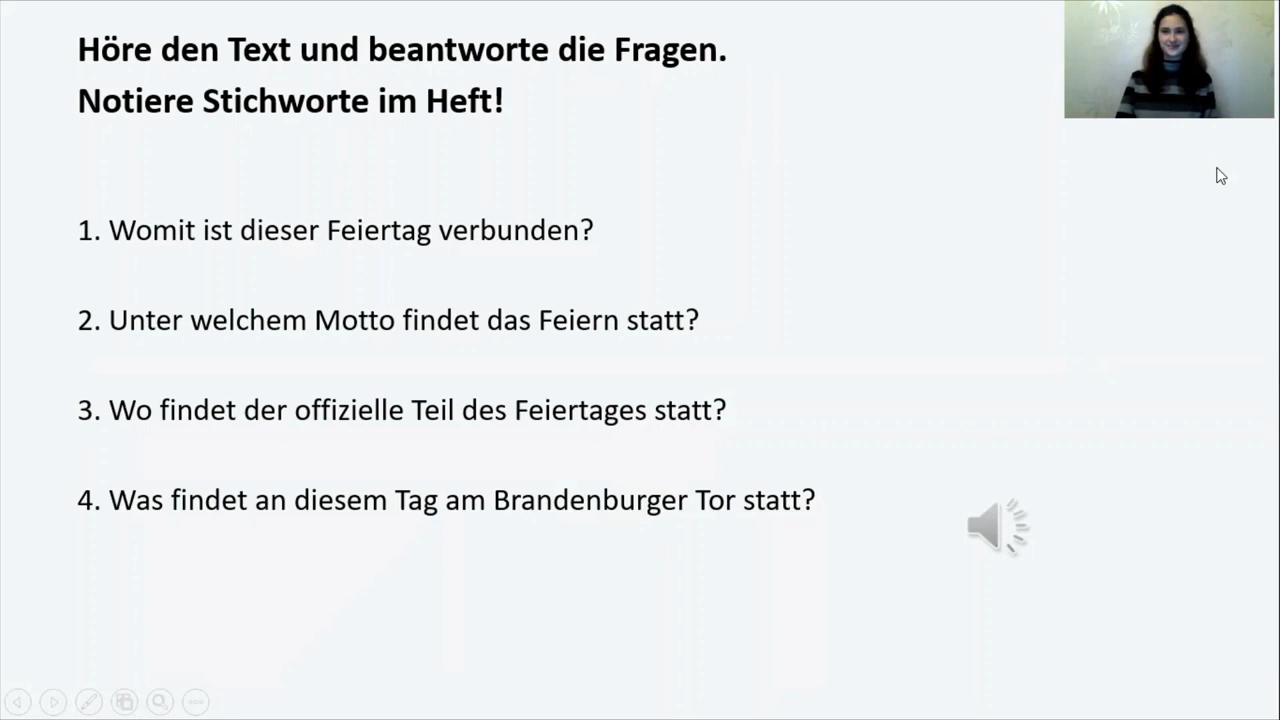 Höre den Text und beantworte die Fragen.
Notiere Stichworte im Heft!
1. Womit ist dieser Feiertag verbunden?
2. Unter welchem Motto findet das Feiern statt?
3. Wo findet der offizielle Teil des Feiertages statt?
4. Was findet an diesem Tag am Brandenburger Tor statt?